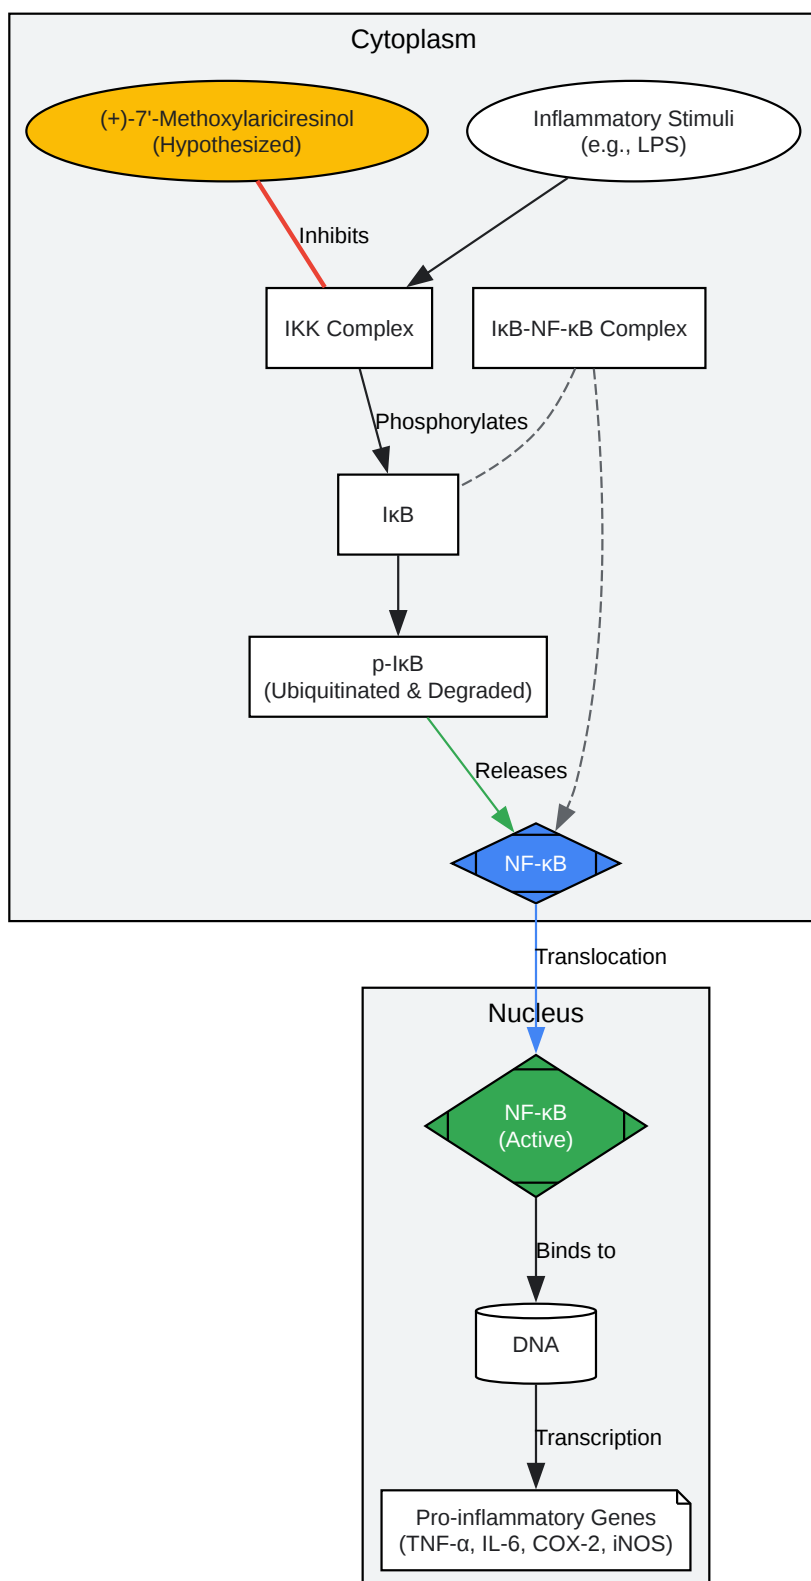 Cytoplasm
(+)-7'-Methoxylariciresinol
(Hypothesized)
Inflammatory Stimuli
(e.g., LPS)
Inhibits
IKK Complex
IκB-NF-κB Complex
Phosphorylates
IκB
p-IκB
(Ubiquitinated & Degraded)
Releases
NF-κB
Translocation
Nucleus
NF-κB
(Active)
Binds to
DNA
Transcription
Pro-inflammatory Genes
(TNF-α, IL-6, COX-2, iNOS)